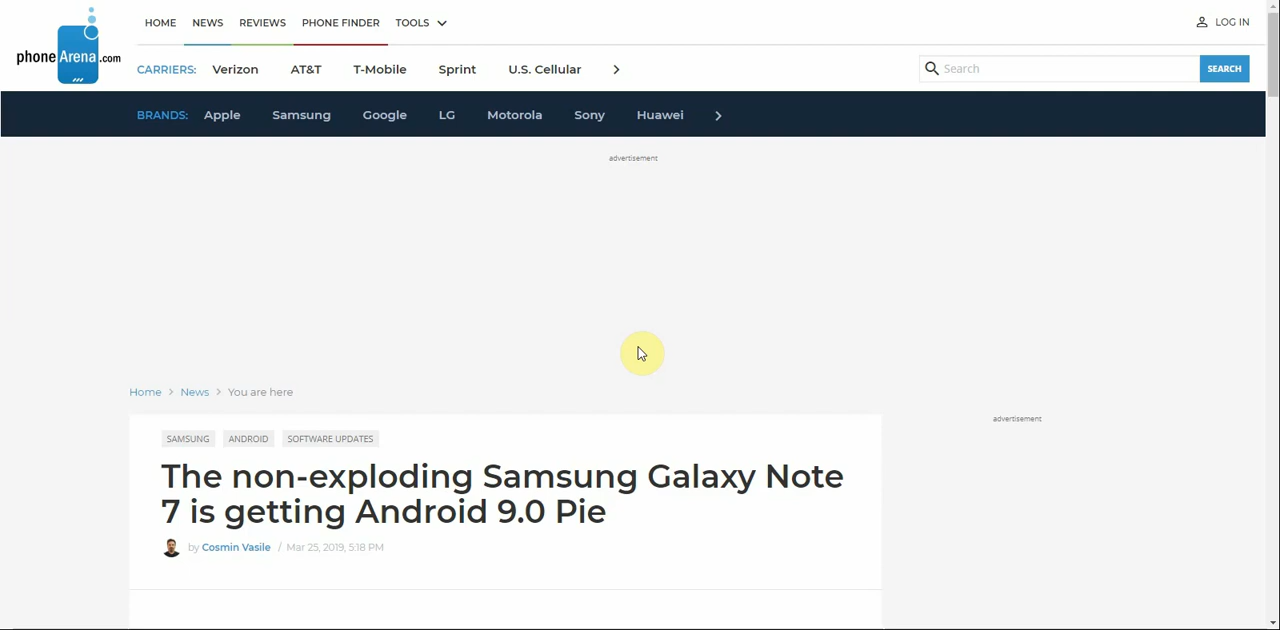 HOME NEWS REVIEWS PHONE FINDER TOOLS LOG IN
phoneArena.com
CARRIERS: Verizon AT&T T-Mobile Sprint U.S. Cellular Search SEARCH
BRANDS: Apple Samsung Google LG Motorola Sony Huawei
advertisement
Home News You are here
advertisement
SAMSUNG ANDROID SOFTWARE UPDATES
The non-exploding Samsung Galaxy Note
7 is getting Android 9.0 Pie
by Cosmin Vasile / Mar 25, 2019, 5:18 PM